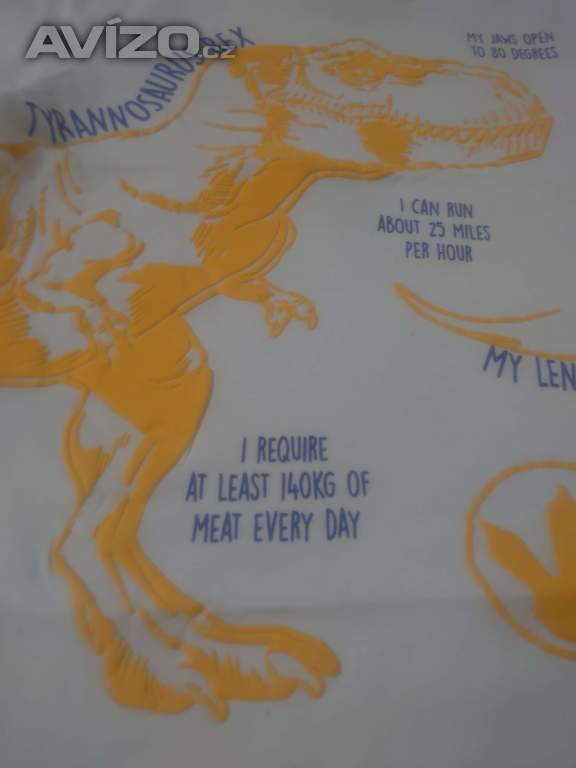 AVÍZO.cz
TYRANNOSAURUS REX
MY JAWS OPEN
TO 80 DEGREES
I CAN RUN
ABOUT 25 MILES
PER HOUR
MY LEN
I REQUIRE
AT LEAST 140KG OF
MEAT EVERY DAY